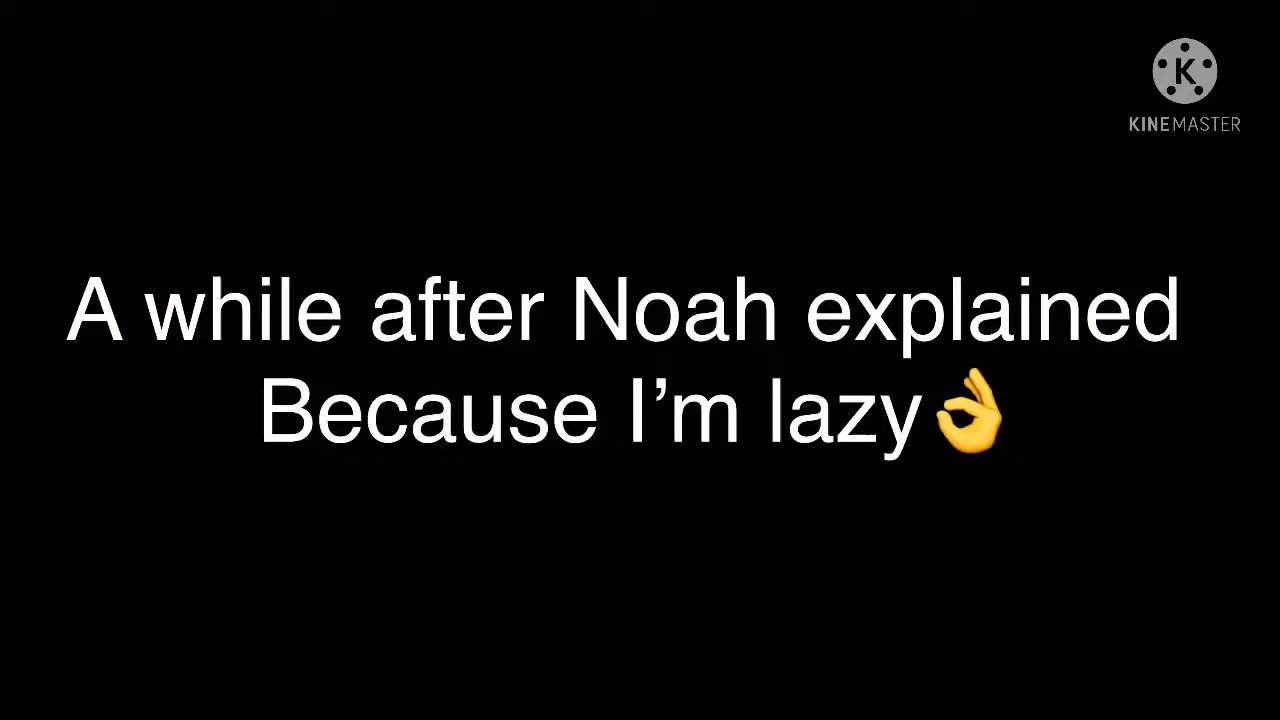 K
KINEMASTER
A while after Noah explained
Because I’m lazy👌